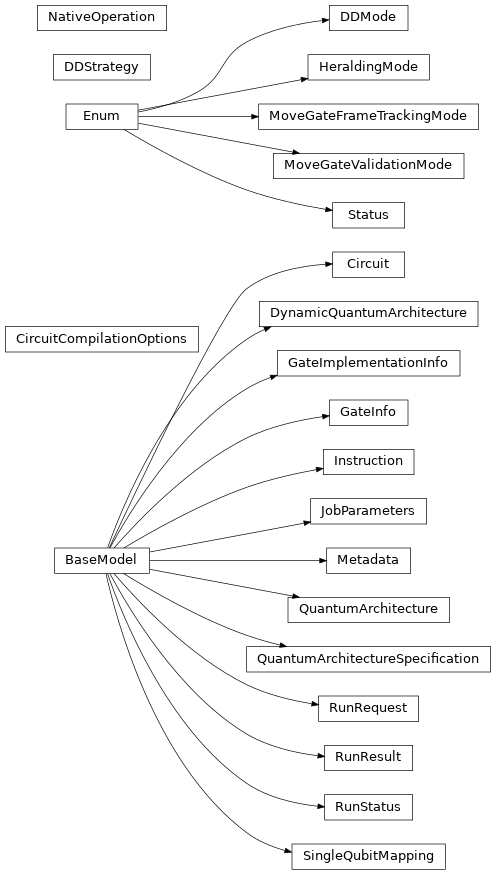 NativeOperation
DDMode
DDStrategy
HeraldingMode
Enum
MoveGateFrameTrackingMode
MoveGateValidationMode
Status
Circuit
DynamicQuantumArchitecture
CircuitCompilationOptions
GateImplementationInfo
GateInfo
Instruction
JobParameters
BaseModel
Metadata
QuantumArchitecture
QuantumArchitectureSpecification
RunRequest
RunResult
RunStatus
SingleQubitMapping